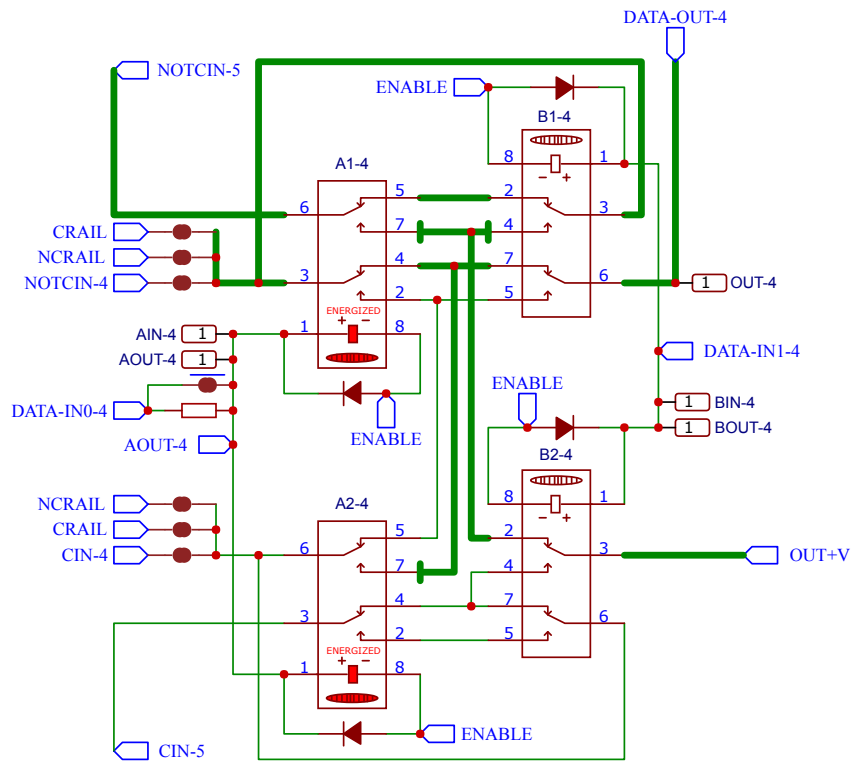 DATA-OUT-4
NOTCIN-5
ENABLE
B1-4
8 1
- +
A1-4
5 2
6 3
7 4
CRAIL
NCRAIL
4 7
NOTCIN-4 3 6 1 OUT-4
2 5
ENERGIZED
+ -
AIN-4 1 1 8
DATA-IN1-4
AOUT-4 1
ENABLE
DATA-IN0-4
1 BIN-4
ENABLE
1 BOUT-4
AOUT-4
B2-4
NCRAIL
A2-4
8 1
- +
CRAIL
5 2
CIN-4 6 3 OUT+V
7 4
4 7
3 6
2 5
ENERGIZED
+ -
1 8
ENABLE
CIN-5